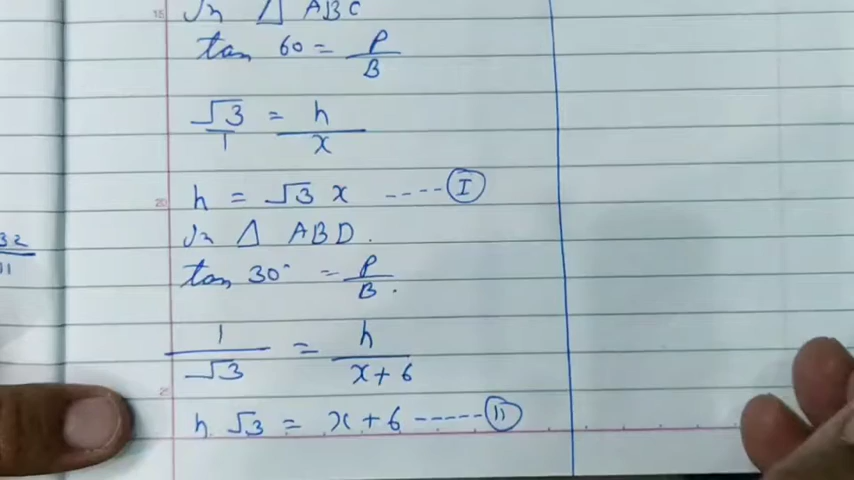 In △ ABC
tan 60 = P/B
√3/1 = h/x
h = √3 x ---- (I)
In △ ABD.
tan 30° = P/B.
1/√3 = h/(x+6)
h √3 = x+6 ----- (II)